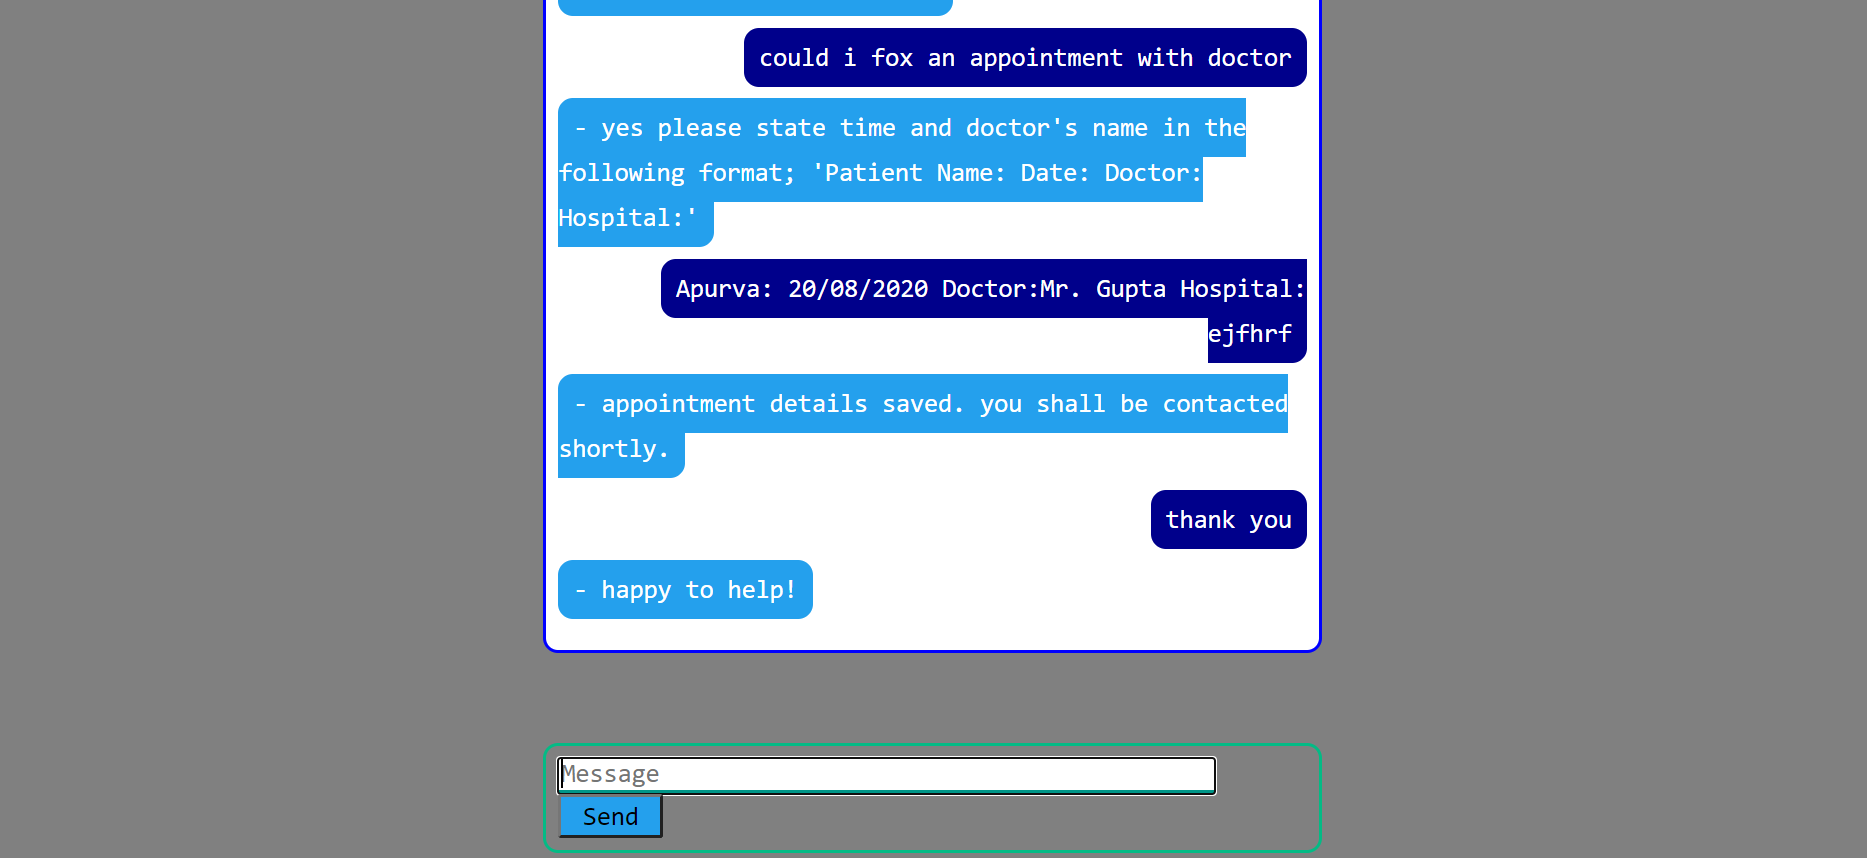 could i fox an appointment with doctor
- yes please state time and doctor's name in the
following format; 'Patient Name: Date: Doctor:
Hospital:'
Apurva: 20/08/2020 Doctor:Mr. Gupta Hospital:
ejfhrf
- appointment details saved. you shall be contacted
shortly.
thank you
- happy to help!
Message
Send